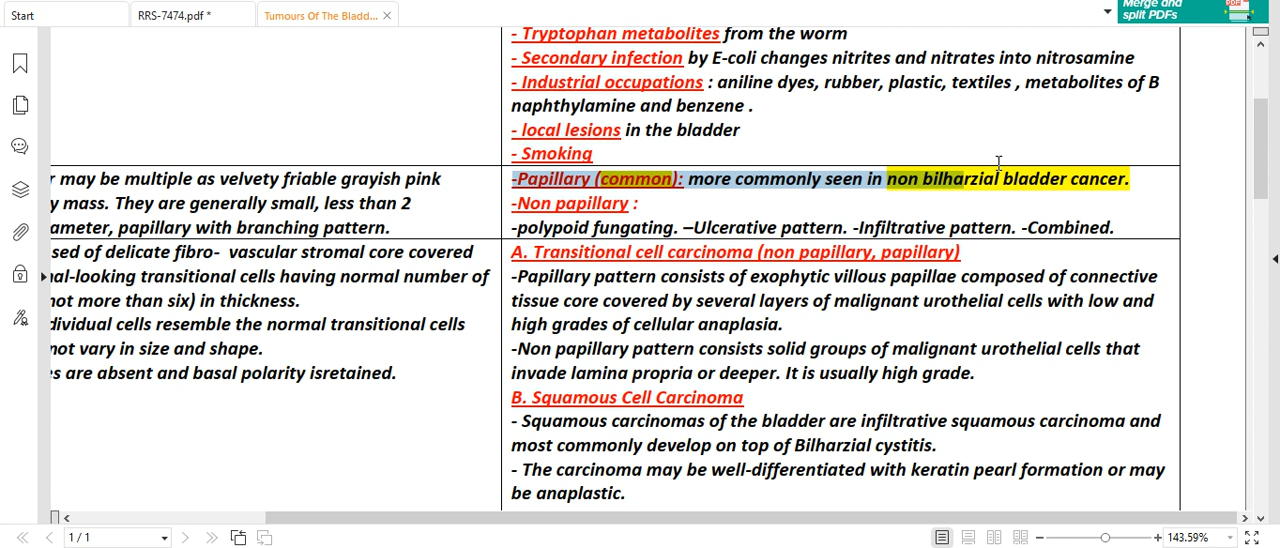 Start
RRS-7474.pdf *
Tumours Of The Bladd...
Merge and
split PDFs
- Tryptophan metabolites from the worm
- Secondary infection by E-coli changes nitrites and nitrates into nitrosamine
- Industrial occupations : aniline dyes, rubber, plastic, textiles , metabolites of B
naphthylamine and benzene .
- local lesions in the bladder
- Smoking
r may be multiple as velvety friable grayish pink
y mass. They are generally small, less than 2
ameter, papillary with branching pattern.
-Papillary (common): more commonly seen in non bilharzial bladder cancer.
-Non papillary :
-polypoid fungating. –Ulcerative pattern. -Infiltrative pattern. -Combined.
sed of delicate fibro- vascular stromal core covered
al-looking transitional cells having normal number of
not more than six) in thickness.
dividual cells resemble the normal transitional cells
not vary in size and shape.
s are absent and basal polarity isretained.
A. Transitional cell carcinoma (non papillary, papillary)
-Papillary pattern consists of exophytic villous papillae composed of connective
tissue core covered by several layers of malignant urothelial cells with low and
high grades of cellular anaplasia.
-Non papillary pattern consists solid groups of malignant urothelial cells that
invade lamina propria or deeper. It is usually high grade.
B. Squamous Cell Carcinoma
- Squamous carcinomas of the bladder are infiltrative squamous carcinoma and
most commonly develop on top of Bilharzial cystitis.
- The carcinoma may be well-differentiated with keratin pearl formation or may
be anaplastic.
1 / 1
143.59%